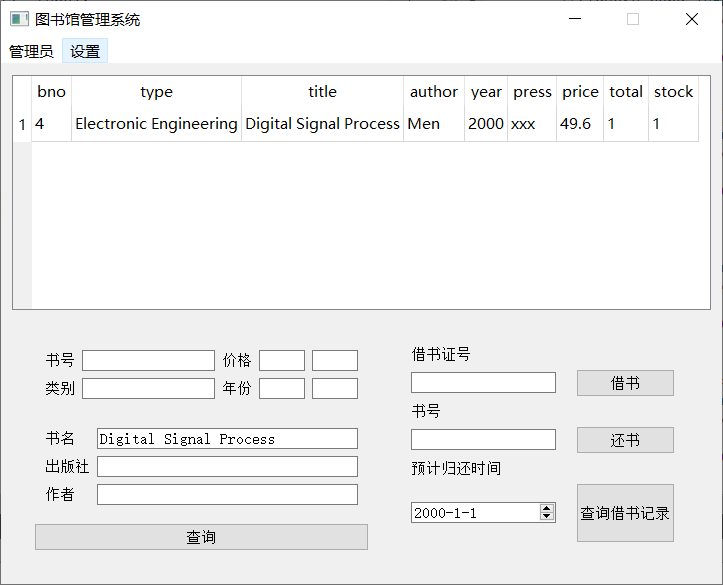 图书馆管理系统
管理员 设置
bno type title author year press price total stock
1 4 Electronic Engineering Digital Signal Process Men 2000 xxx 49.6 1 1
书号 价格
类别 年份
书名 Digital Signal Process
出版社
作者
查询
借书证号
借书
书号
还书
预计归还时间
2000-1-1
查询借书记录